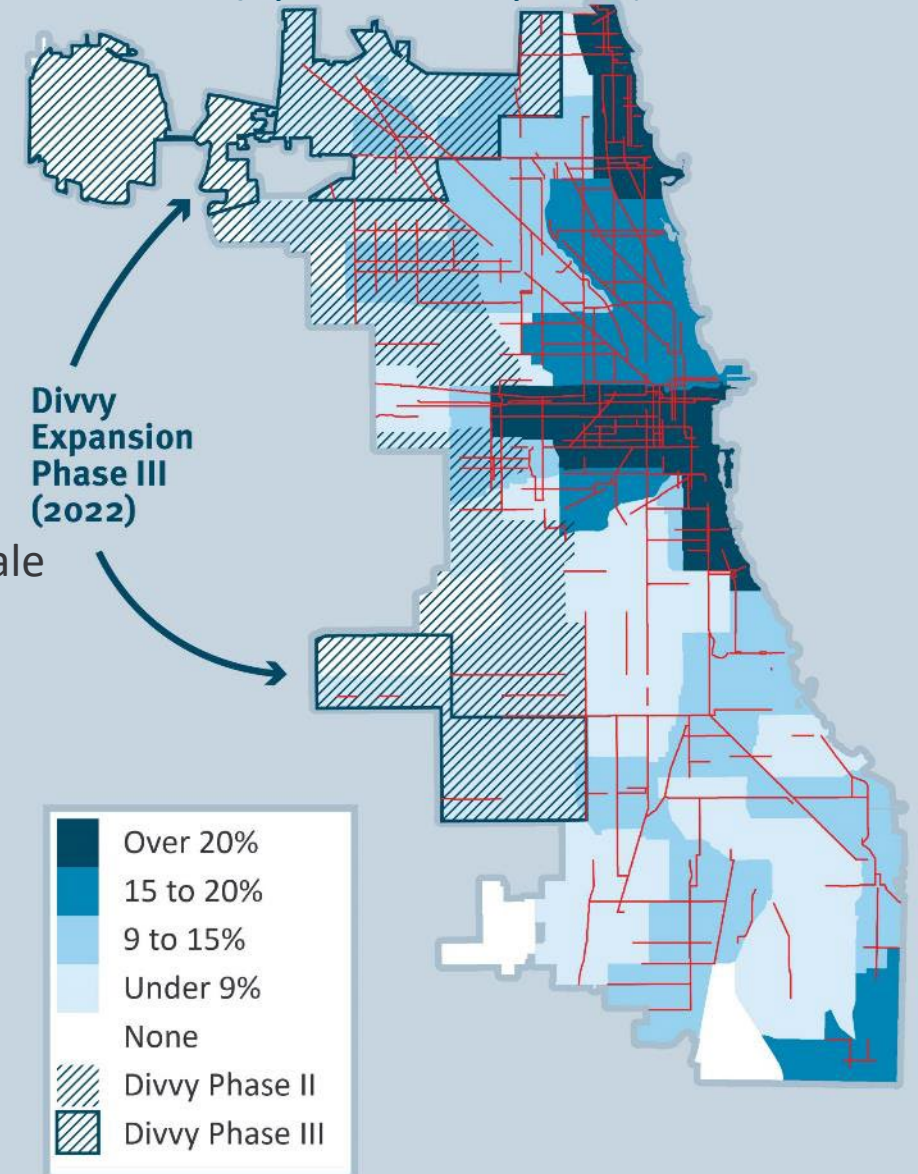 Divvy
Expansion
Phase III
(2022)
ale
Over 20%
15 to 20%
9 to 15%
Under 9%
None
Divvy Phase II
Divvy Phase III